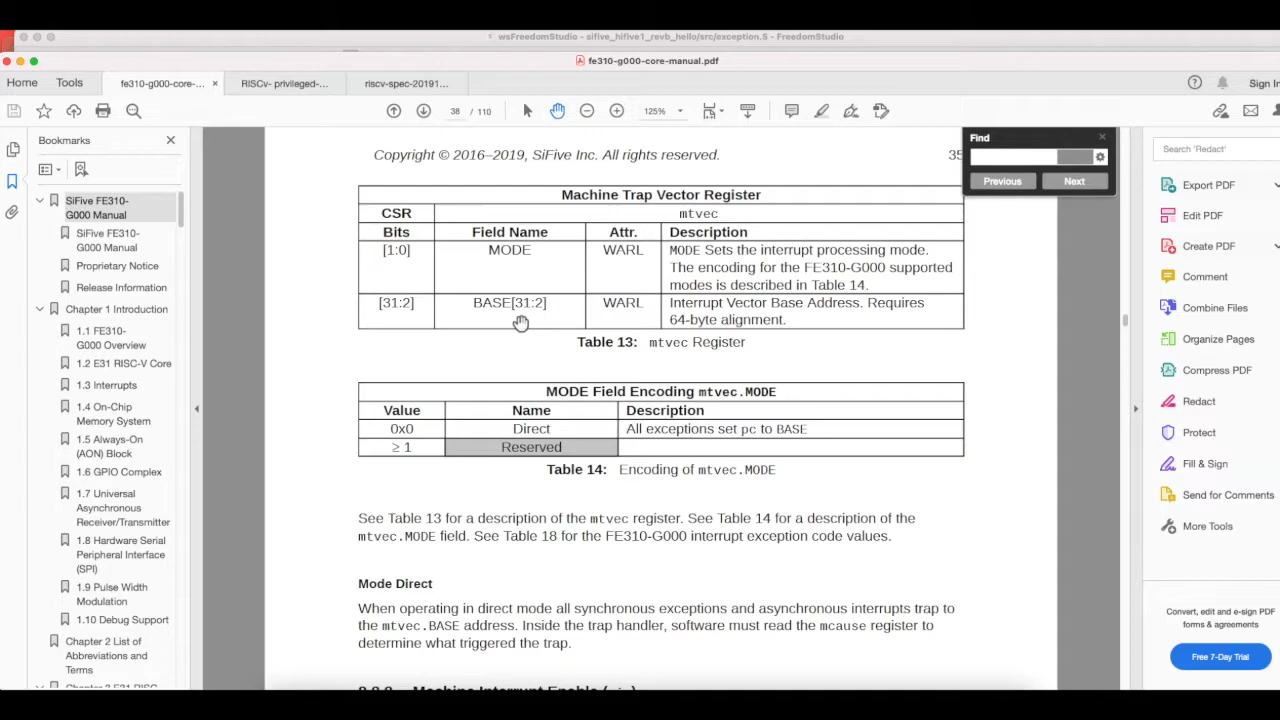 wsFreedomStudio - sifive_hifive1_revb_hello/src/exception.S - FreedomStudio
fe310-g000-core-manual.pdf
Home Tools fe310-g000-core-... × RISCv- privileged-... riscv-spec-20191... Sign In
38 / 110 125%
Bookmarks
SiFive FE310-
G000 Manual
SiFive FE310-
G000 Manual
Proprietary Notice
Release Information
Chapter 1 Introduction
1.1 FE310-
G000 Overview
1.2 E31 RISC-V Core
1.3 Interrupts
1.4 On-Chip
Memory System
1.5 Always-On
(AON) Block
1.6 GPIO Complex
1.7 Universal
Asynchronous
Receiver/Transmitter
1.8 Hardware Serial
Peripheral Interface
(SPI)
1.9 Pulse Width
Modulation
1.10 Debug Support
Chapter 2 List of
Abbreviations and
Terms
Copyright © 2016–2019, SiFive Inc. All rights reserved. 35
Machine Trap Vector Register
CSR mtvec
Bits Field Name Attr. Description
[1:0] MODE WARL MODE Sets the interrupt processing mode.
The encoding for the FE310-G000 supported
modes is described in Table 14.
[31:2] BASE[31:2] WARL Interrupt Vector Base Address. Requires
64-byte alignment.
Table 13: mtvec Register
MODE Field Encoding mtvec.MODE
Value Name Description
0x0 Direct All exceptions set pc to BASE
≥ 1 Reserved
Table 14: Encoding of mtvec.MODE
See Table 13 for a description of the mtvec register. See Table 14 for a description of the
mtvec.MODE field. See Table 18 for the FE310-G000 interrupt exception code values.
Mode Direct
When operating in direct mode all synchronous exceptions and asynchronous interrupts trap to
the mtvec.BASE address. Inside the trap handler, software must read the mcause register to
determine what triggered the trap.
Machine Interrupt Enable
Find
Previous Next
Search 'Redact'
Export PDF
Edit PDF
Create PDF
Comment
Combine Files
Organize Pages
Compress PDF
Redact
Protect
Fill & Sign
Send for Comments
More Tools
Convert, edit and e-sign PDF
forms & agreements
Free 7-Day Trial